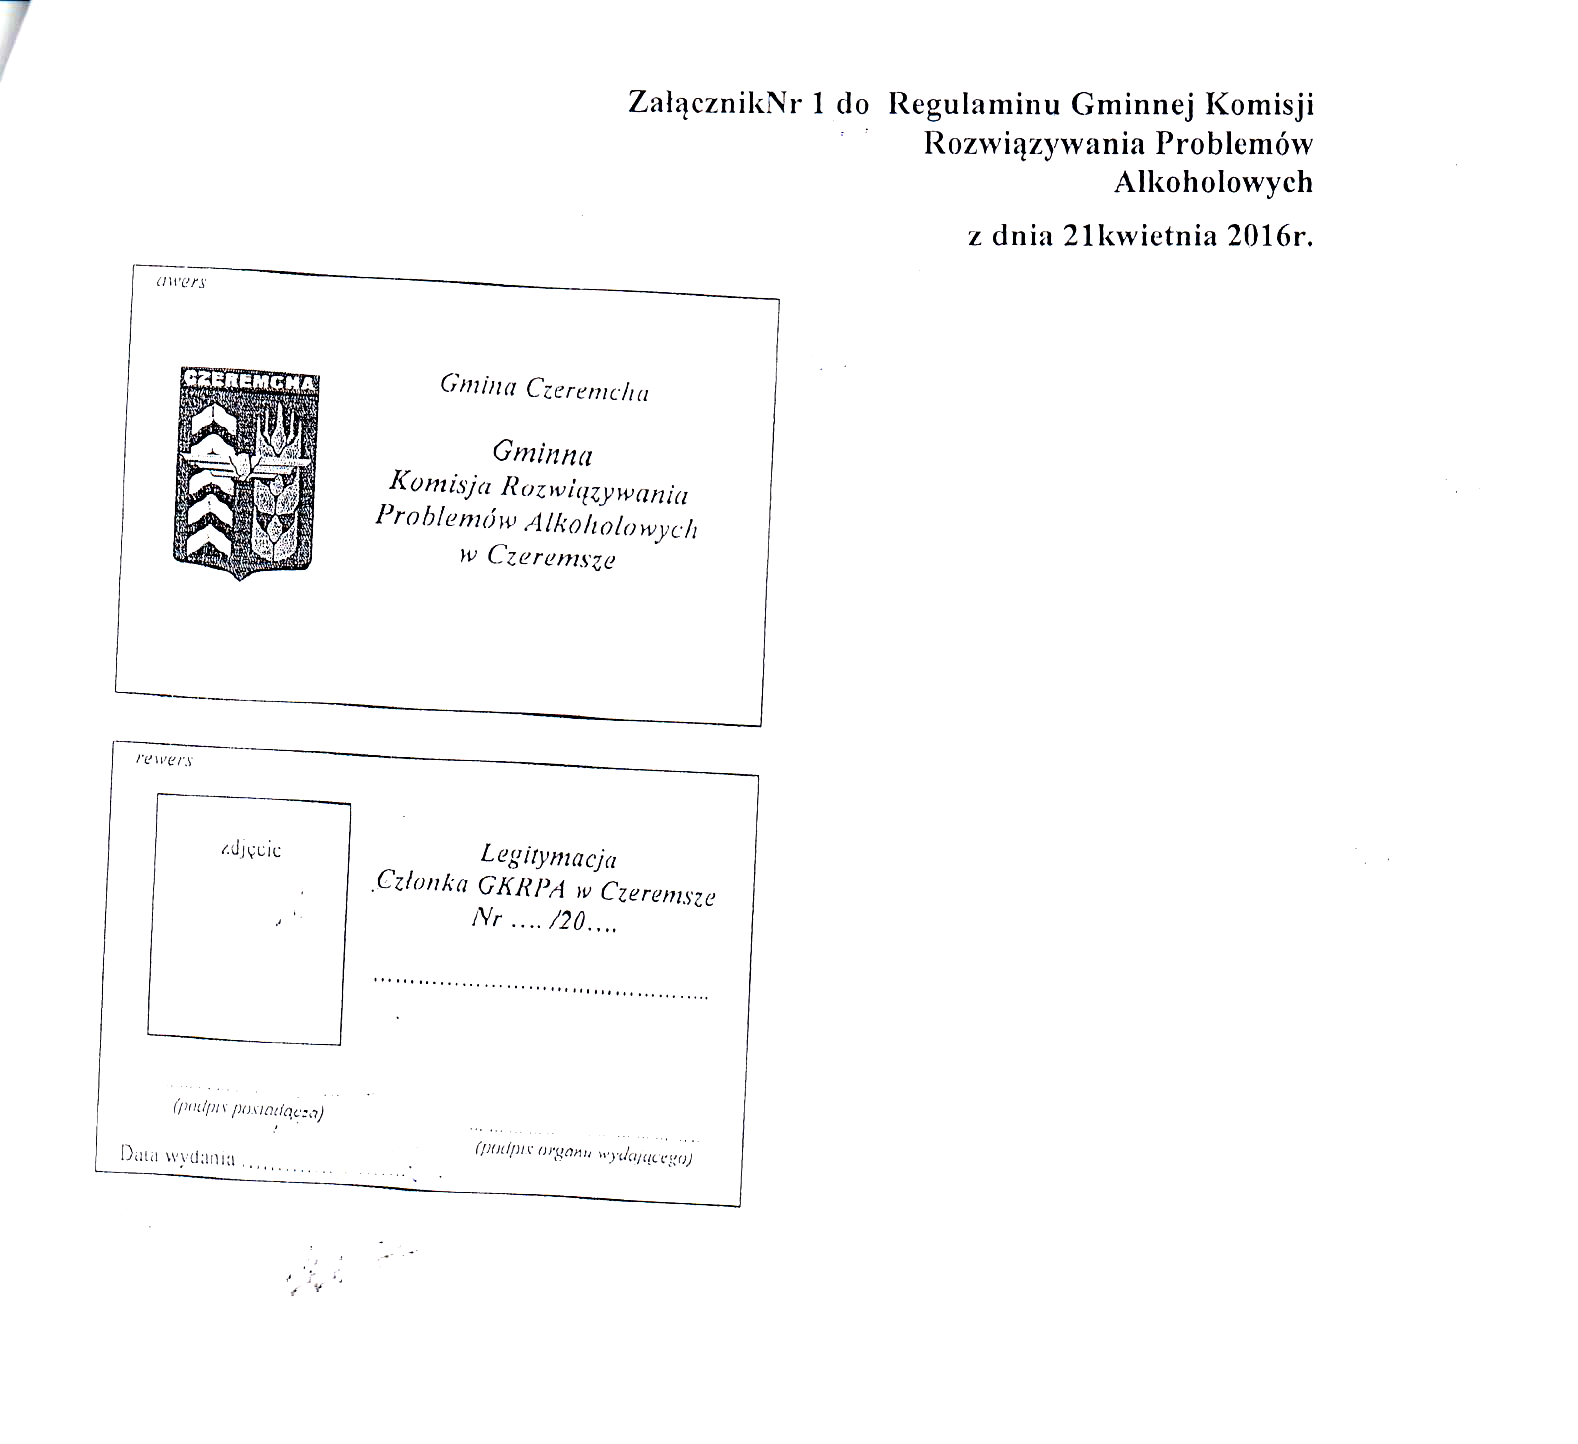 ZałącznikNr 1 do Regulaminu Gminnej Komisji
Rozwiązywania Problemów
Alkoholowych
z dnia 21kwietnia 2016r.
awers
CZEREMCHA
Gmina Czeremcha
Gminna
Komisja Rozwiązywania
Problemów Alkoholowych
w Czeremsze
rewers
zdjęcie
Legitymacja
Członka GKRPA w Czeremsze
Nr .... /20....
..........................................
(podpis posiadacza)
(podpis organu wydającego)
Data wydania ........................